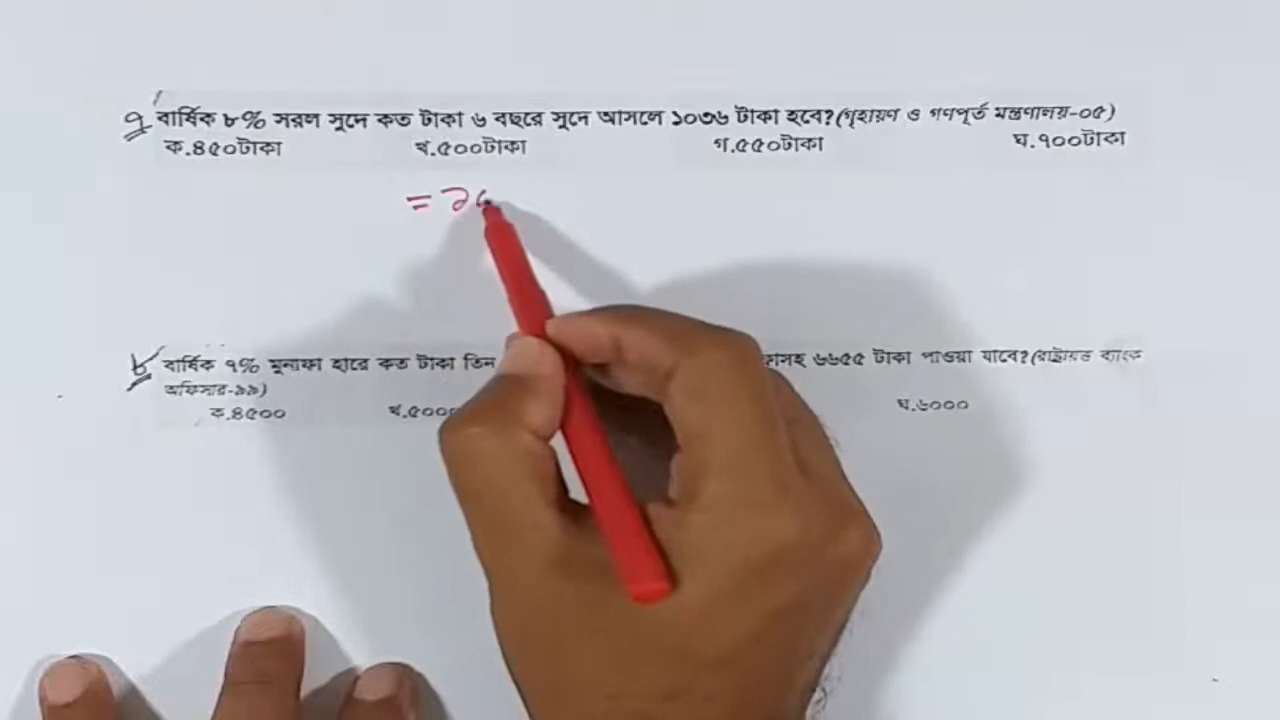 ৭ বার্ষিক ৮% সরল সুদে কত টাকা ৬ বছরে সুদে আসলে ১০৩৬ টাকা হবে?(গৃহায়ণ ও গণপূর্ত মন্ত্রণালয়-০৫)
ক.৪৫০টাকা খ.৫০০টাকা গ.৫৫০টাকা ঘ.৭০০টাকা
= ১০
৮ বার্ষিক ৭% মুনাফা হারে কত টাকা তিন ৬৬৫৫ টাকা পাওয়া যাবে?(রাষ্ট্রায়ত্ত ব্যাংক
অফিসার-৯৯)
ক.৪৫০০ ঘ.৬০০০